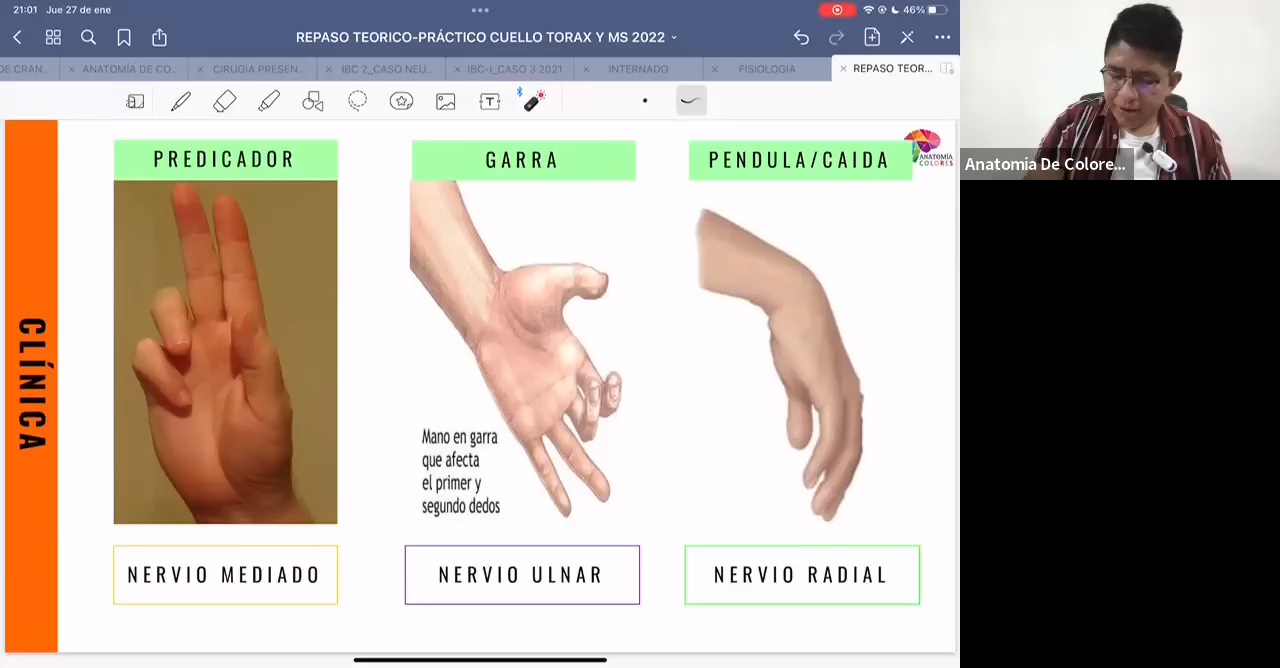 21:01 Jue 27 de ene
46%
REPASO TEORICO-PRÁCTICO CUELLO TORAX Y MS 2022
DE CRAN... ANATOMÍA DE CO... CIRUGIA PRESEN... IBC 2_CASO NEU... IBC-I_CASO 3 2021 INTERNADO FISIOLOGIA REPASO TEOR...
PREDICADOR GARRA PENDULA/CAIDA
ANATOMÍA
COLORES
Anatomia De Colore...
CLÍNICA
Mano en garra
que afecta
el primer y
segundo dedos
NERVIO MEDIADO NERVIO ULNAR NERVIO RADIAL